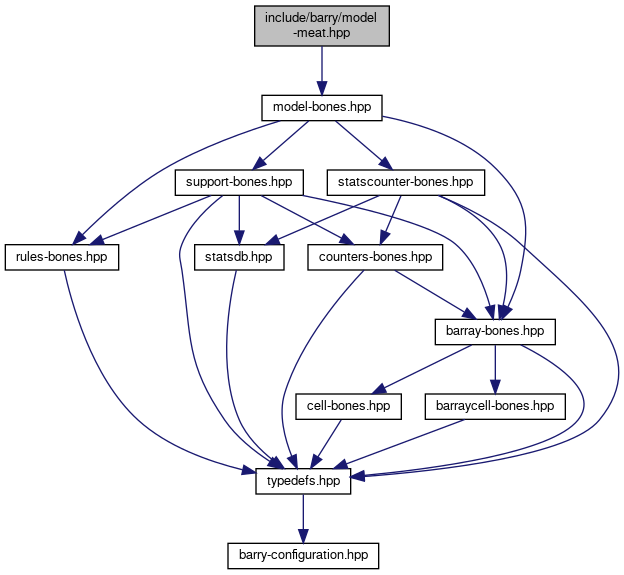 include/barry/model
-meat.hpp
model-bones.hpp
support-bones.hpp
statscounter-bones.hpp
rules-bones.hpp
statsdb.hpp
counters-bones.hpp
barray-bones.hpp
cell-bones.hpp
barraycell-bones.hpp
typedefs.hpp
barry-configuration.hpp